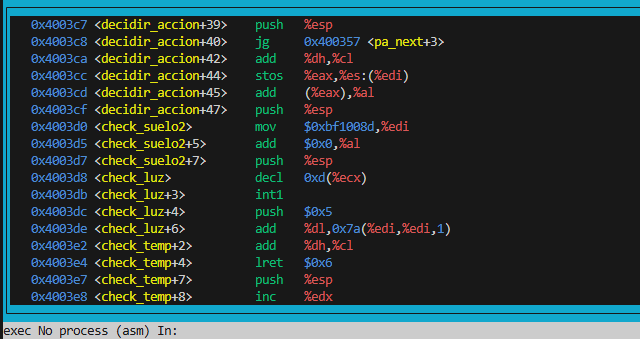 0x4003c7 <decidir_accion+39> push %esp
0x4003c8 <decidir_accion+40> jg 0x400357 <pa_next+3>
0x4003ca <decidir_accion+42> add %dh,%cl
0x4003cc <decidir_accion+44> stos %eax,%es:(%edi)
0x4003cd <decidir_accion+45> add (%eax),%al
0x4003cf <decidir_accion+47> push %esp
0x4003d0 <check_suelo2> mov $0xbf1008d,%edi
0x4003d5 <check_suelo2+5> add $0x0,%al
0x4003d7 <check_suelo2+7> push %esp
0x4003d8 <check_luz> decl 0xd(%ecx)
0x4003db <check_luz+3> int1
0x4003dc <check_luz+4> push $0x5
0x4003de <check_luz+6> add %dl,0x7a(%edi,%edi,1)
0x4003e2 <check_temp+2> add %dh,%cl
0x4003e4 <check_temp+4> lret $0x6
0x4003e7 <check_temp+7> push %esp
0x4003e8 <check_temp+8> inc %edx
exec No process (asm) In: